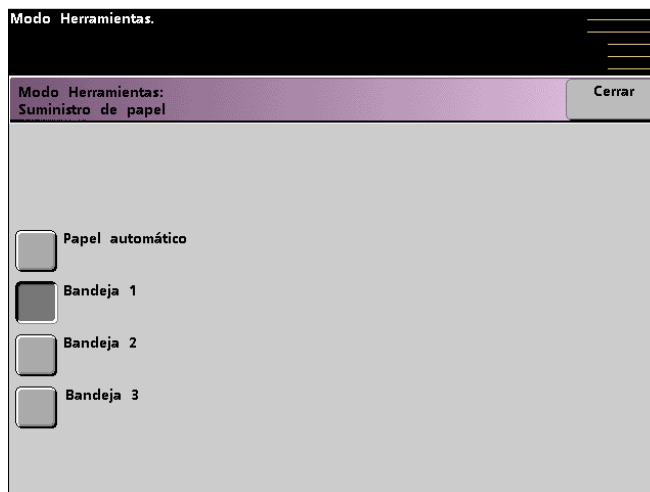 Modo Herramientas.
Modo Herramientas:
Suministro de papel
Cerrar
Papel automático
Bandeja 1
Bandeja 2
Bandeja 3